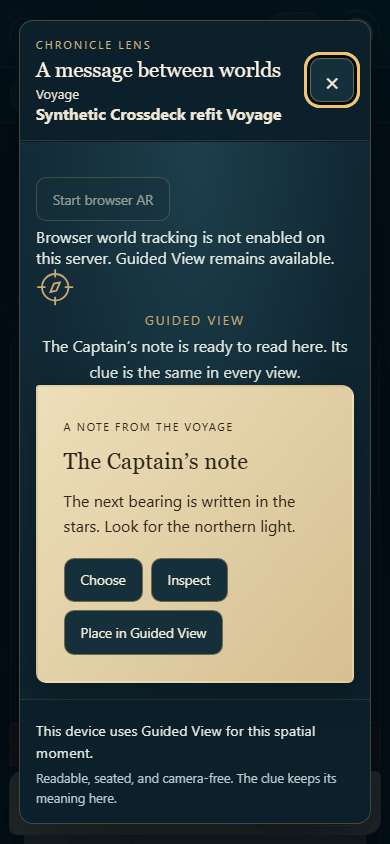 CHRONICLE LENS
A message between worlds
Voyage
Synthetic Crossdeck refit Voyage
×
Start browser AR
Browser world tracking is not enabled on
this server. Guided View remains available.
GUIDED VIEW
The Captain’s note is ready to read here. Its
clue is the same in every view.
A NOTE FROM THE VOYAGE
The Captain’s note
The next bearing is written in the
stars. Look for the northern light.
Choose
Inspect
Place in Guided View
This device uses Guided View for this spatial
moment.
Readable, seated, and camera-free. The clue keeps its
meaning here.